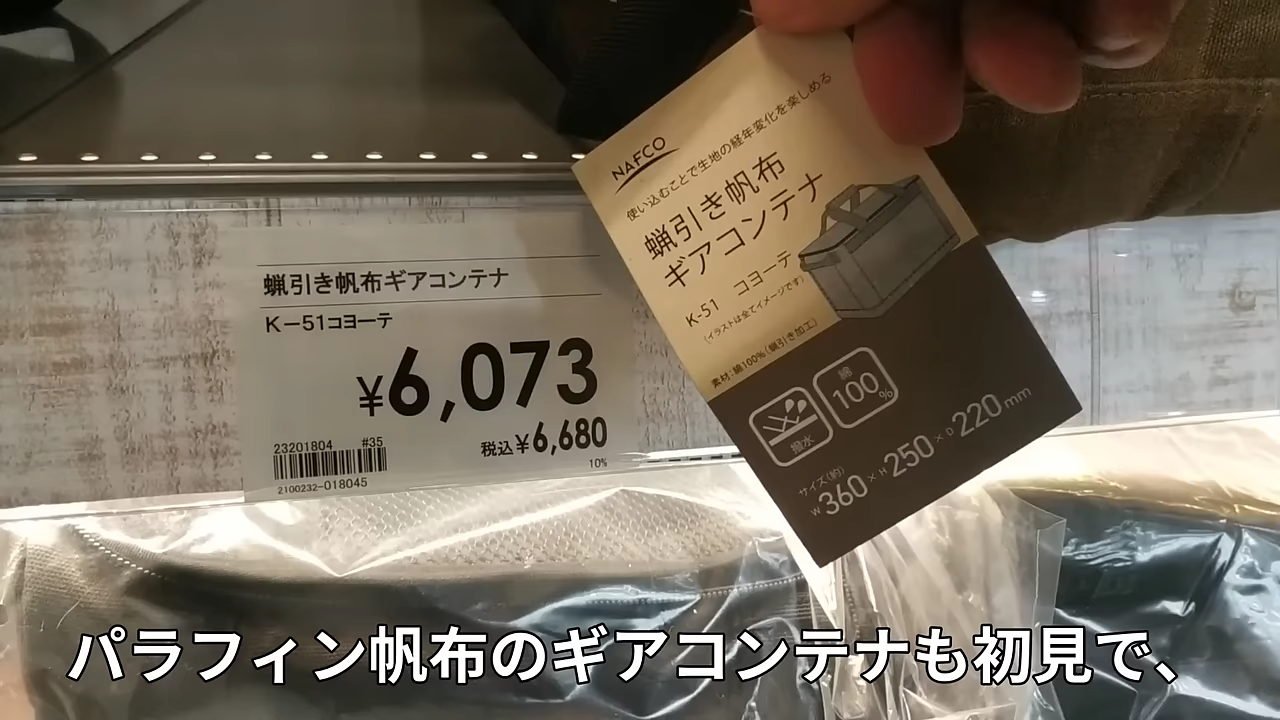 NAFCO
使い込むことで生地の経年変化を楽しめる
蝋引き帆布
ギアコンテナ
K-51 コヨーテ
(イラストは全てイメージです)
素材:綿100%(蝋引き加工)
撥水
綿
100%
サイズ(約)
W360×H250×D220mm
蝋引き帆布ギアコンテナ
K-51コヨーテ
¥6,073
税込¥6,680
10%
23201804 #35
2100232-018045
パラフィン帆布のギアコンテナも初見で、